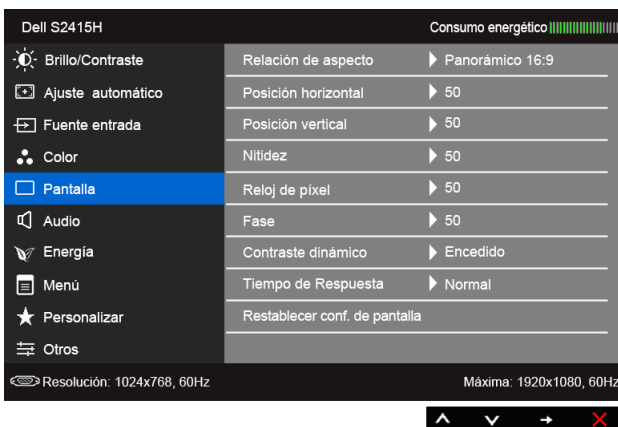 Dell S2415H Consumo energético
Brillo/Contraste Relación de aspecto Panorámico 16:9
Ajuste automático Posición horizontal 50
Fuente entrada Posición vertical 50
Color Nitidez 50
Pantalla Reloj de píxel 50
Audio Fase 50
Energía Contraste dinámico Encedido
Menú Tiempo de Respuesta Normal
Personalizar Restablecer conf. de pantalla
Otros
Resolución: 1024x768, 60Hz Máxima: 1920x1080, 60Hz